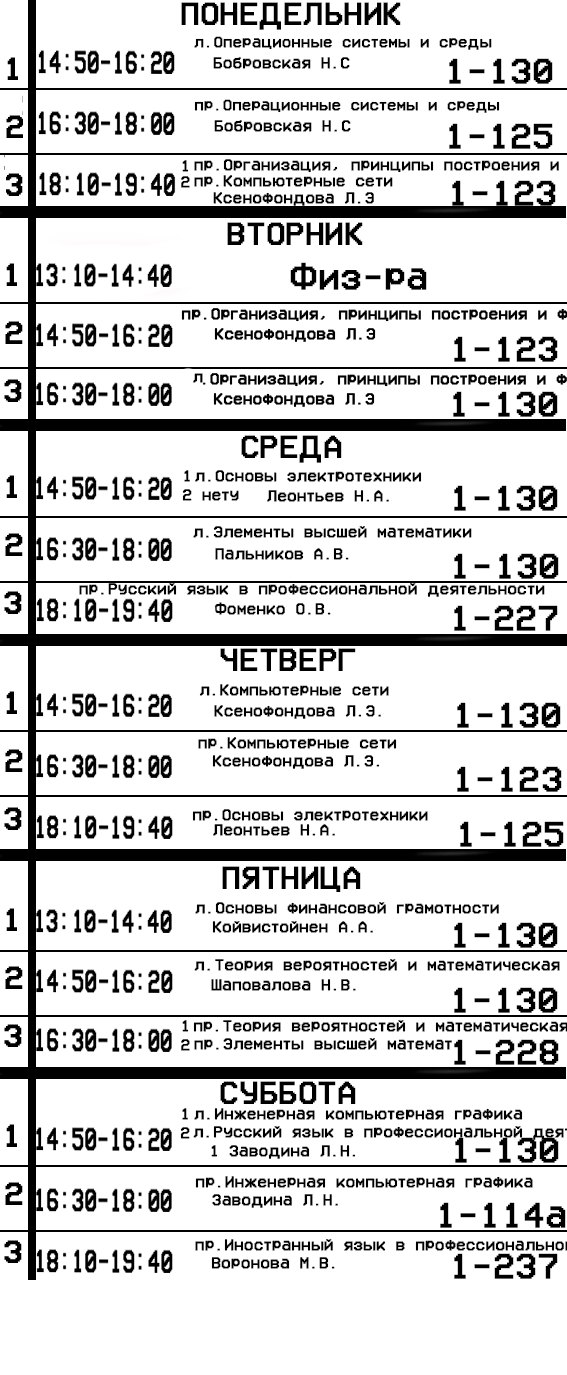 ПОНЕДЕЛЬНИК
1 14:50-16:20 л.Операционные системы и среды
Бобровская Н.С 1-130
2 16:30-18:00 пр.Операционные системы и среды
Бобровская Н.С 1-125
1 пр.Организация, принципы построения и
3 18:10-19:40 2 пр.Компьютерные сети
Ксенофондова Л.Э 1-123
ВТОРНИК
1 13:10-14:40 Физ-ра
пр.Организация, принципы построения и ф
2 14:50-16:20 Ксенофондова Л.Э 1-123
л.Организация, принципы построения и ф
3 16:30-18:00 Ксенофондова Л.Э 1-130
СРЕДА
1 14:50-16:20 1 л.Основы электротехники
2 нету Леонтьев Н.А. 1-130
л.Элементы высшей математики
2 16:30-18:00 Пальников А.В. 1-130
пр.Русский язык в профессиональной деятельности
3 18:10-19:40 Фоменко О.В. 1-227
ЧЕТВЕРГ
л.Компьютерные сети
1 14:50-16:20 Ксенофондова Л.Э. 1-130
пр.Компьютерные сети
2 16:30-18:00 Ксенофондова Л.Э. 1-123
пр.Основы электротехники
3 18:10-19:40 Леонтьев Н.А. 1-125
ПЯТНИЦА
л.Основы финансовой грамотности
1 13:10-14:40 Койвистойнен А.А. 1-130
л.Теория вероятностей и математическая
2 14:50-16:20 Шаповалова Н.В. 1-130
1 пр.Теория вероятностей и математическая
3 16:30-18:00 2 пр.Элементы высшей математ 1-228
СУББОТА
1 л.Инженерная компьютерная графика
1 14:50-16:20 2 л.Русский язык в профессиональной дея
1 Заводина Л.Н. 1-130
пр.Инженерная компьютерная графика
2 16:30-18:00 Заводина Л.Н. 1-114а
пр.Иностранный язык в профессионально
3 18:10-19:40 Воронова М.В. 1-237